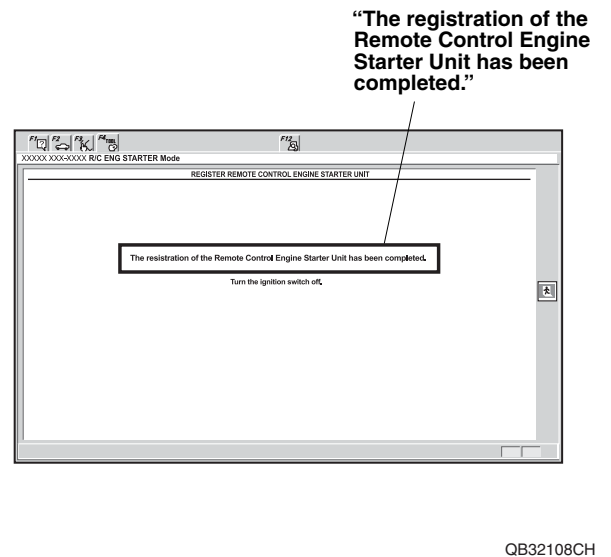 “The registration of the
Remote Control Engine
Starter Unit has been
completed.”
F1 F2 F3 F4 TOOL F12
XXXXX XXX-XXXX R/C ENG STARTER Mode
REGISTER REMOTE CONTROL ENGINE STARTER UNIT
The resistration of the Remote Control Engine Starter Unit has been completed.
Turn the ignition switch off.
QB32108CH